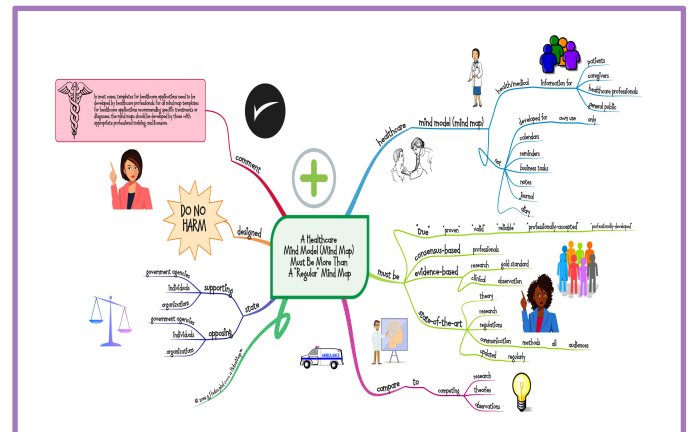 In most cases, templates for healthcare applications need to be
developed by healthcare professionals. For all mind map templates
for healthcare applications recommending specific treatments or
diagnoses, the mind maps should be developed by those with
appropriate professional training and licensure.
comment
DO NO
HARM
designed
A Healthcare
Mind Model (Mind Map)
Must Be More Than
A "Regular" Mind Map
state
supporting
government agencies
individuals
organizations
opposing
government agencies
individuals
organizations
healthcare
mind model (mind map)
health/medical
Information for
patients
caregivers
healthcare professionals
general public
not
developed for
own use
only
calendars
reminders
business tasks
notes
journal
diary
must be
"true"
"proven"
"valid"
"reliable"
"professionally-accepted"
"professionally-developed"
consensus-based
professionals
evidence-based
research
gold standard
clinical
observation
state-of-the-art
theory
research
regulations
communication
methods
all
audiences
updated
regularly
compare
to
competing
research
theories
observations
AMBULANCE